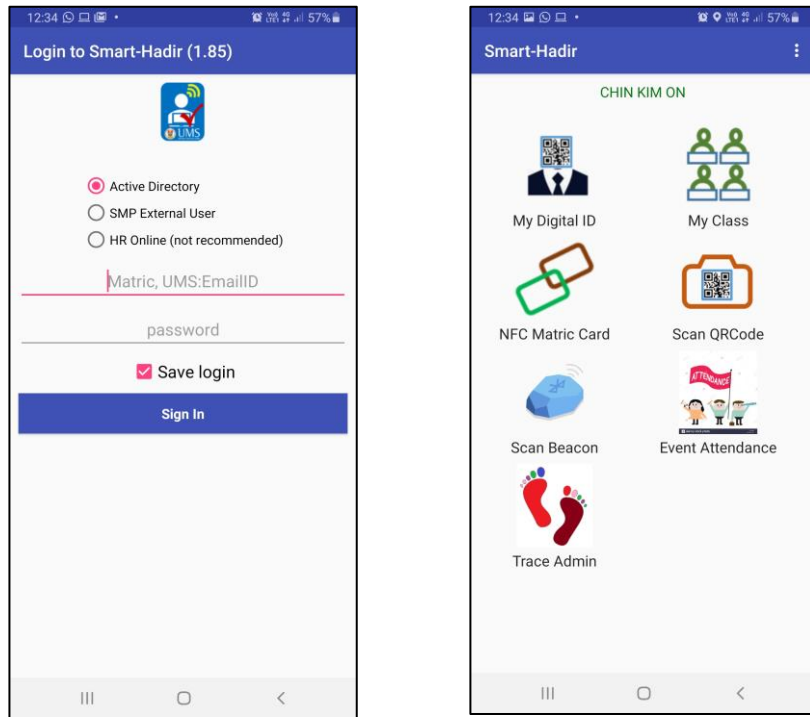 12:34 57%
Login to Smart-Hadir (1.85)
UMS
Active Directory
SMP External User
HR Online (not recommended)
Matric, UMS:EmailID
password
Save login
Sign In
12:34 57%
Smart-Hadir
CHIN KIM ON
My Digital ID
My Class
NFC Matric Card
Scan QRCode
ATTENDANCE
Scan Beacon
Event Attendance
Trace Admin